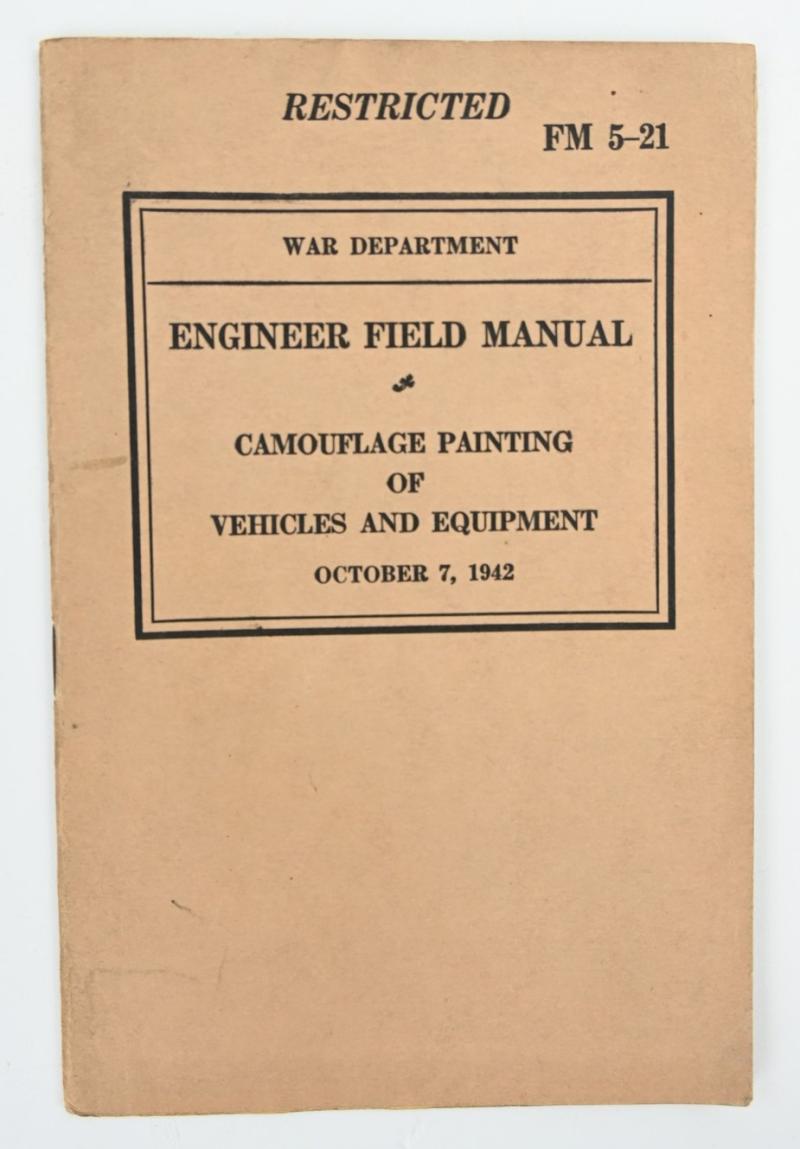 RESTRICTED
FM 5–21
WAR DEPARTMENT
ENGINEER FIELD MANUAL
CAMOUFLAGE PAINTING
OF
VEHICLES AND EQUIPMENT
OCTOBER 7, 1942